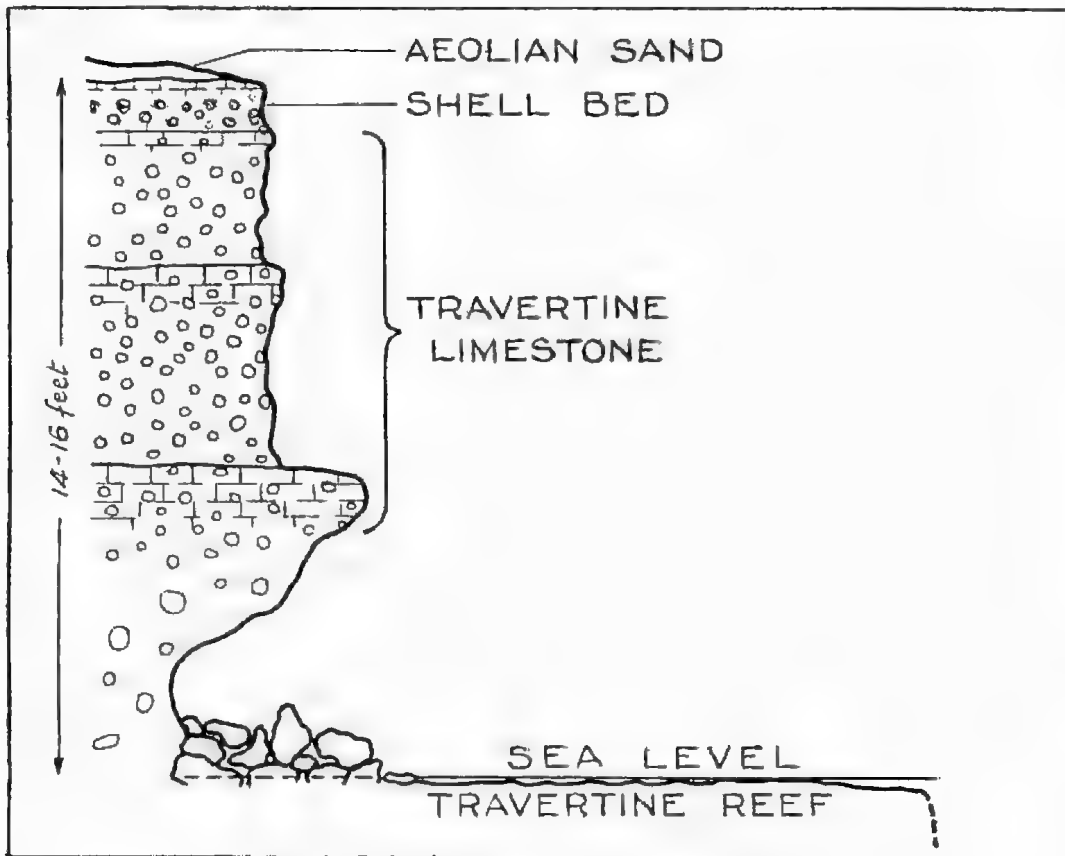 AEOLIAN SAND
SHELL BED
TRAVERTINE
LIMESTONE
14-16 feet
SEA LEVEL
TRAVERTINE REEF